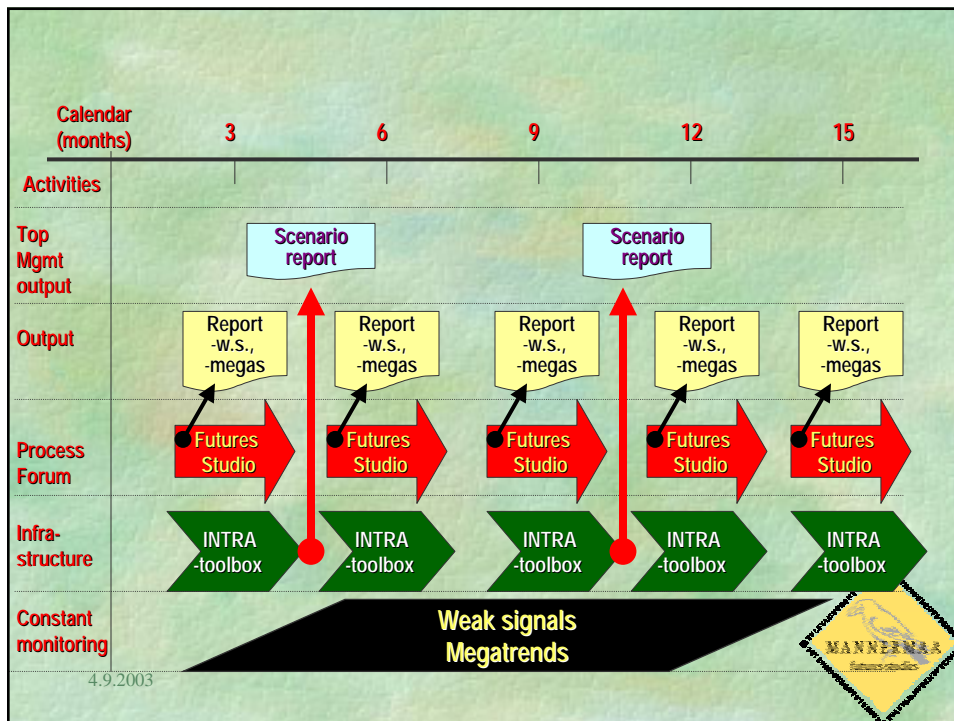 Calendar
(months)
3
6
9
12
15
Activities
Top
Mgmt
output
Scenario
report
Scenario
report
Output
Report
-w.s.,
-megas
Report
-w.s.,
-megas
Report
-w.s.,
-megas
Report
-w.s.,
-megas
Report
-w.s.,
-megas
Process
Forum
Futures
Studio
Futures
Studio
Futures
Studio
Futures
Studio
Futures
Studio
Infra-
structure
INTRA
-toolbox
INTRA
-toolbox
INTRA
-toolbox
INTRA
-toolbox
INTRA
-toolbox
Constant
monitoring
Weak signals
Megatrends
MANNERMAA
futures studies
4.9.2003